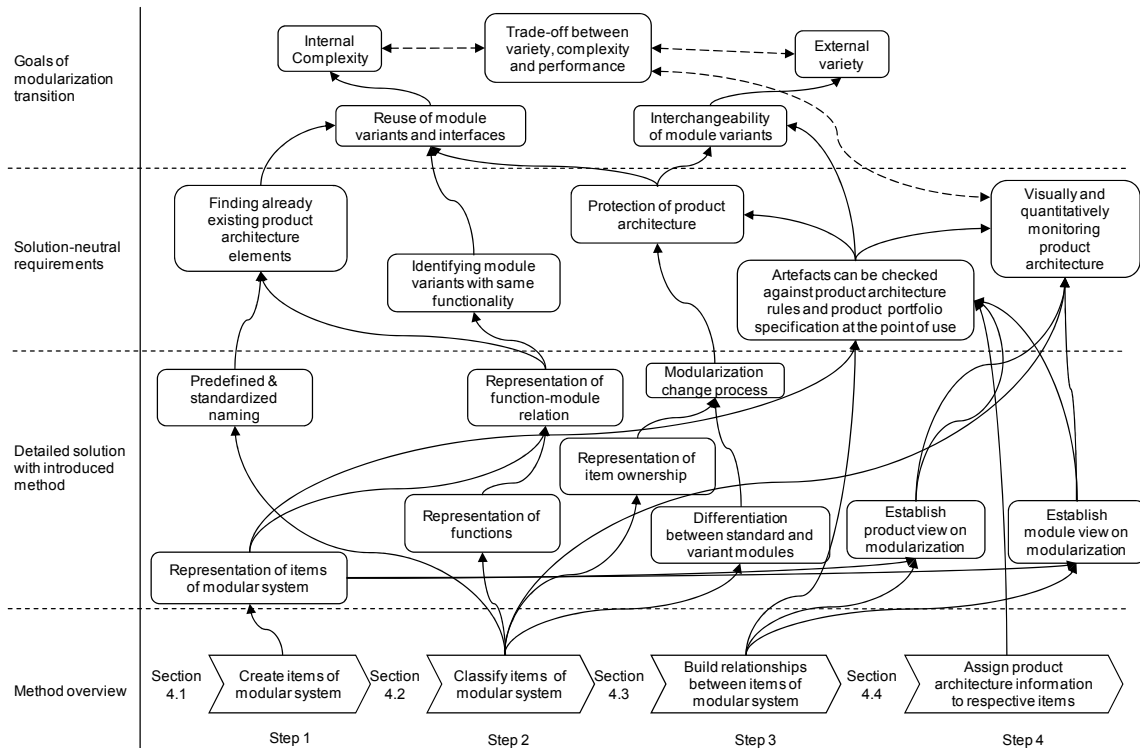 Goals of
modularization
transition
Internal
Complexity
Trade-off between
variety, complexity
and performance
External
variety
Reuse of module
variants and interfaces
Interchangeability
of module variants
Solution-neutral
requirements
Finding already
existing product
architecture
elements
Identifying module
variants with same
functionality
Protection of product
architecture
Artefacts can be checked
against product architecture
rules and product portfolio
specification at the point of use
Visually and
quantitatively
monitoring
product
architecture
Detailed solution
with introduced
method
Predefined &
standardized
naming
Representation of
function-module
relation
Modularization
change process
Representation of
item ownership
Representation
of functions
Differentiation
between standard and
variant modules
Establish
product view on
modularization
Establish
module view on
modularization
Representation of items
of modular system
Method overview
Section
4.1
Create items of
modular system
Section
4.2
Classify items of
modular system
Section
4.3
Build relationships
between items of
modular system
Section
4.4
Assign product
architecture information
to respective items
Step 1
Step 2
Step 3
Step 4